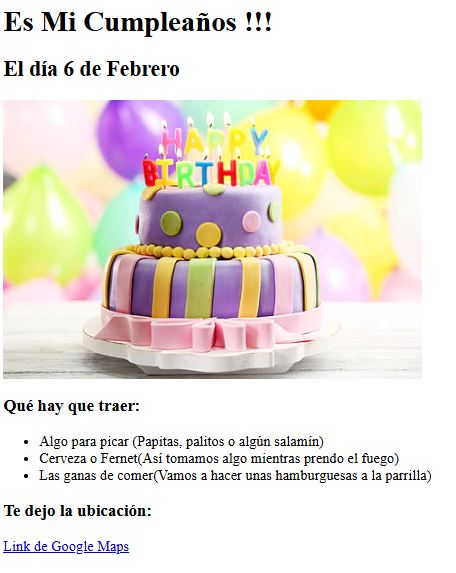 Es Mi Cumpleaños !!!
El día 6 de Febrero
HAPPY
BIRTHDAY
Qué hay que traer:
Algo para picar (Papítas, palitos o algún salamín)
Cerveza o Fernet(Así tomamos algo mientras prendo el fuego)
Las ganas de comer(Vamos a hacer unas hamburguesas a la parrilla)
Te dejo la ubicación:
Link de Google Maps